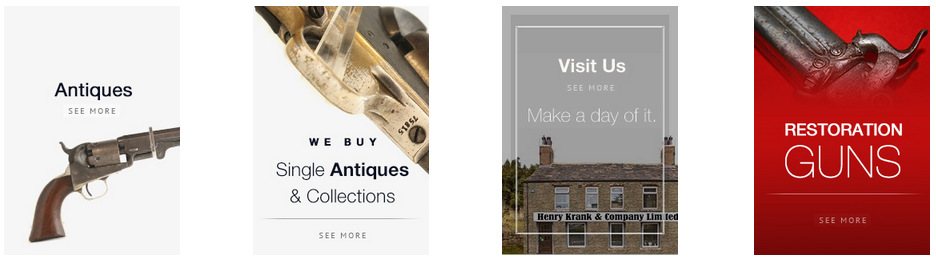 Antiques
SEE MORE
WE BUY
Single Antiques
& Collections
SEE MORE
Visit Us
SEE MORE
Make a day of it.
Henry Krank & Company Limited
RESTORATION
GUNS
SEE MORE